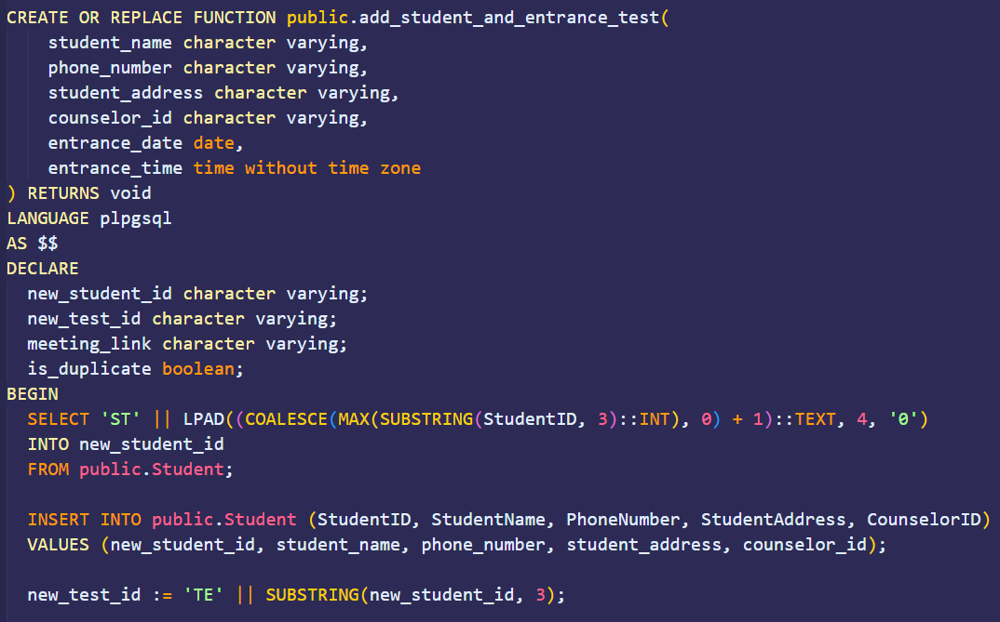 CREATE OR REPLACE FUNCTION public.add_student_and_entrance_test(
    student_name character varying,
    phone_number character varying,
    student_address character varying,
    counselor_id character varying,
    entrance_date date,
    entrance_time time without time zone
) RETURNS void
LANGUAGE plpgsql
AS $$
DECLARE
  new_student_id character varying;
  new_test_id character varying;
  meeting_link character varying;
  is_duplicate boolean;
BEGIN
  SELECT 'ST' || LPAD((COALESCE(MAX(SUBSTRING(StudentID, 3)::INT), 0) + 1)::TEXT, 4, '0')
  INTO new_student_id
  FROM public.Student;

  INSERT INTO public.Student (StudentID, StudentName, PhoneNumber, StudentAddress, CounselorID)
  VALUES (new_student_id, student_name, phone_number, student_address, counselor_id);

  new_test_id := 'TE' || SUBSTRING(new_student_id, 3);